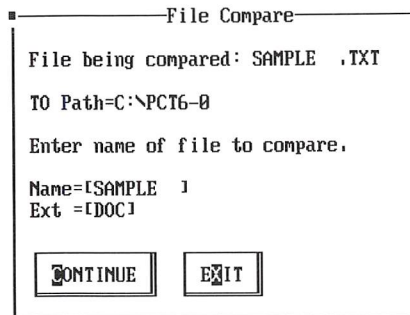 File Compare
File being compared: SAMPLE   .TXT
TO Path=C:\PCT6-0
Enter name of file to compare.
Name=[SAMPLE   ]
Ext =[DOC]
CONTINUE   EXIT